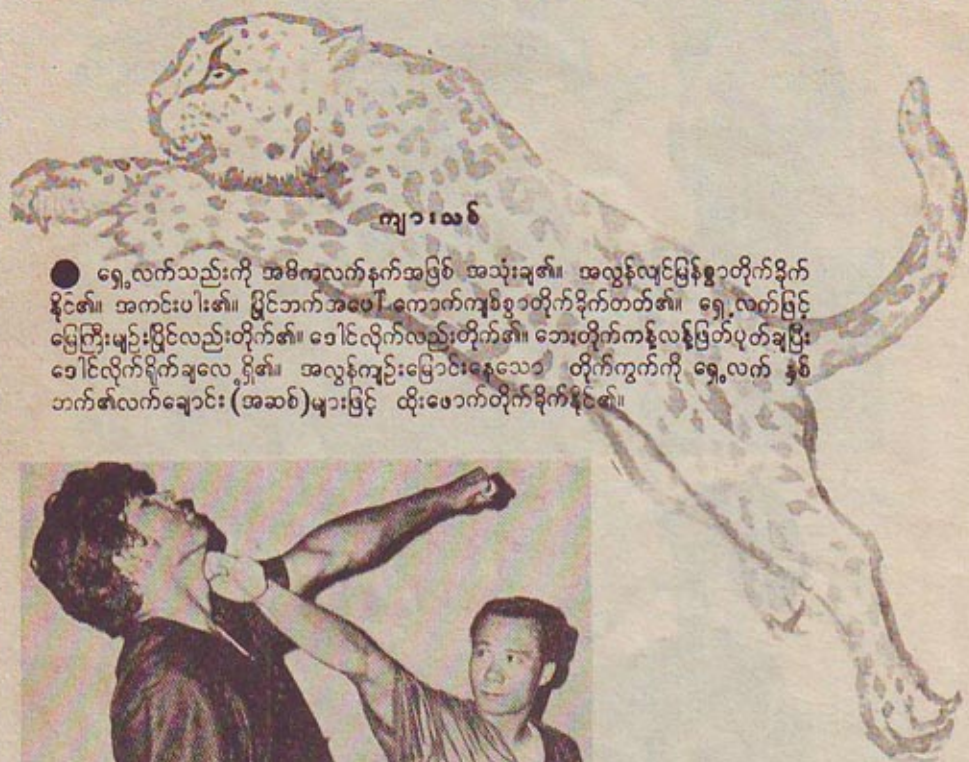 ကျားသစ်
● ရှေ့လက်သည်းကို အဓိကလက်နက်အဖြစ် အသုံးချ၏။ အလွန်လျင်မြန်စွာတိုက်ခိုက်
နိုင်၏။ အကင်းပါး၏။ ပြိုင်ဘက်အပေါ် ကောက်ကျစ်စွာတိုက်ခိုက်တတ်၏။ ရှေ့လက်ဖြင့်
မြေကြီးမျဉ်းပြိုင်လည်းတိုက်၏။ ဒေါင်လိုက်လည်းတိုက်၏။ ဘေးတိုက်ကန့်လန့်ဖြတ်ပုတ်ချပြီး
ဒေါင်လိုက်ရိုက်ချလေ့ရှိ၏။ အလွန်ကျဉ်းမြောင်းနေသော တိုက်ကွက်ကို ရှေ့လက် နှစ်
ဘက်၏လက်ချောင်း (အဆစ်)များဖြင့် ထိုးဖောက်တိုက်ခိုက်နိုင်၏။